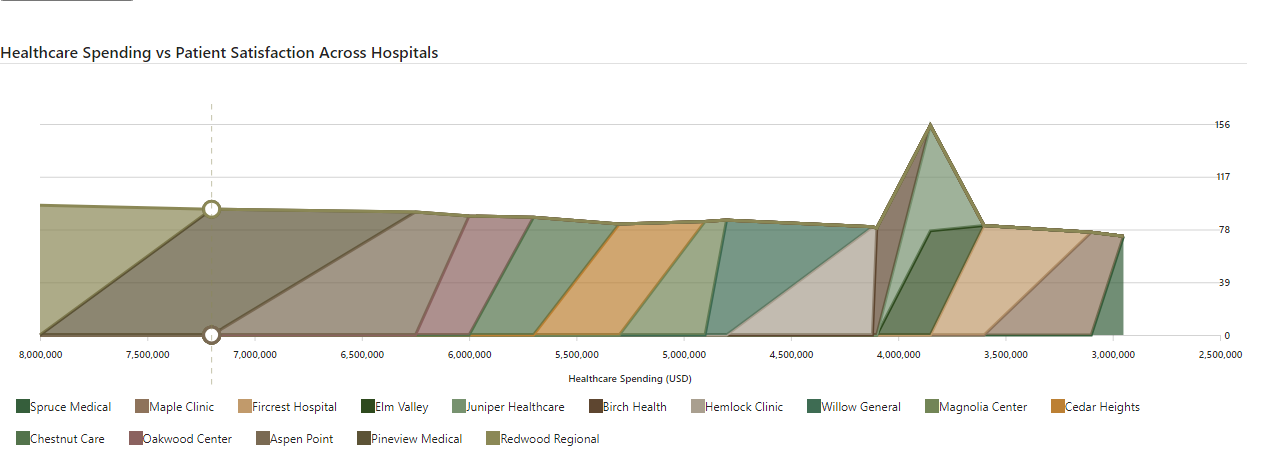 Healthcare Spending vs Patient Satisfaction Across Hospitals
156
117
78
39
0
8,000,000 7,500,000 7,000,000 6,500,000 6,000,000 5,500,000 5,000,000 4,500,000 4,000,000 3,500,000 3,000,000 2,500,000
Healthcare Spending (USD)
Spruce Medical Maple Clinic Fircrest Hospital Elm Valley Juniper Healthcare Birch Health Hemlock Clinic Willow General Magnolia Center Cedar Heights
Chestnut Care Oakwood Center Aspen Point Pineview Medical Redwood Regional